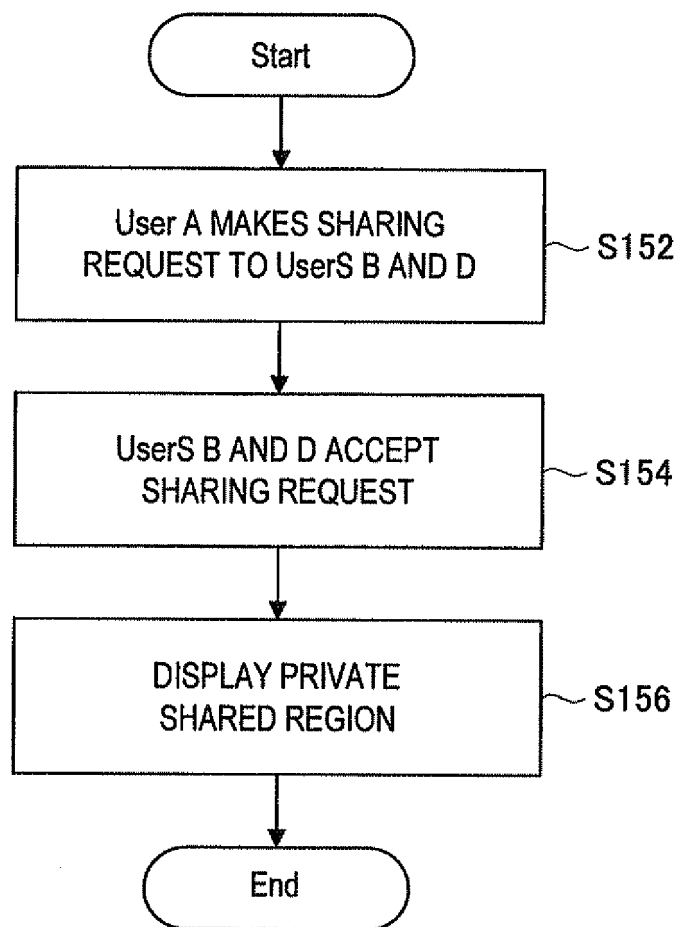 Start
User A MAKES SHARING
REQUEST TO UserS B AND D
S152
UserS B AND D ACCEPT
SHARING REQUEST
S154
DISPLAY PRIVATE
SHARED REGION
S156
End